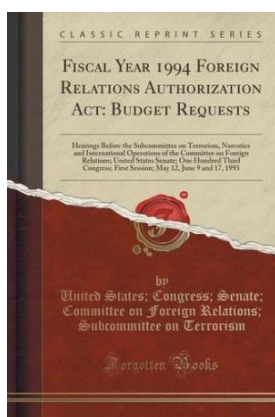 CLASSIC REPRINT SERIES
FISCAL YEAR 1994 FOREIGN
RELATIONS AUTHORIZATION
ACT: BUDGET REQUESTS
Hearings Before the Subcommittee on Terrorism, Narcotics
and International Operations of the Committee on Foreign
Relations; United States Senate; One Hundred Third
Congress; First Session; May 12, June 9 and 17, 1993
by
United States; Congress; Senate;
Committee on Foreign Relations;
Subcommittee on Terrorism
Forgotten Books